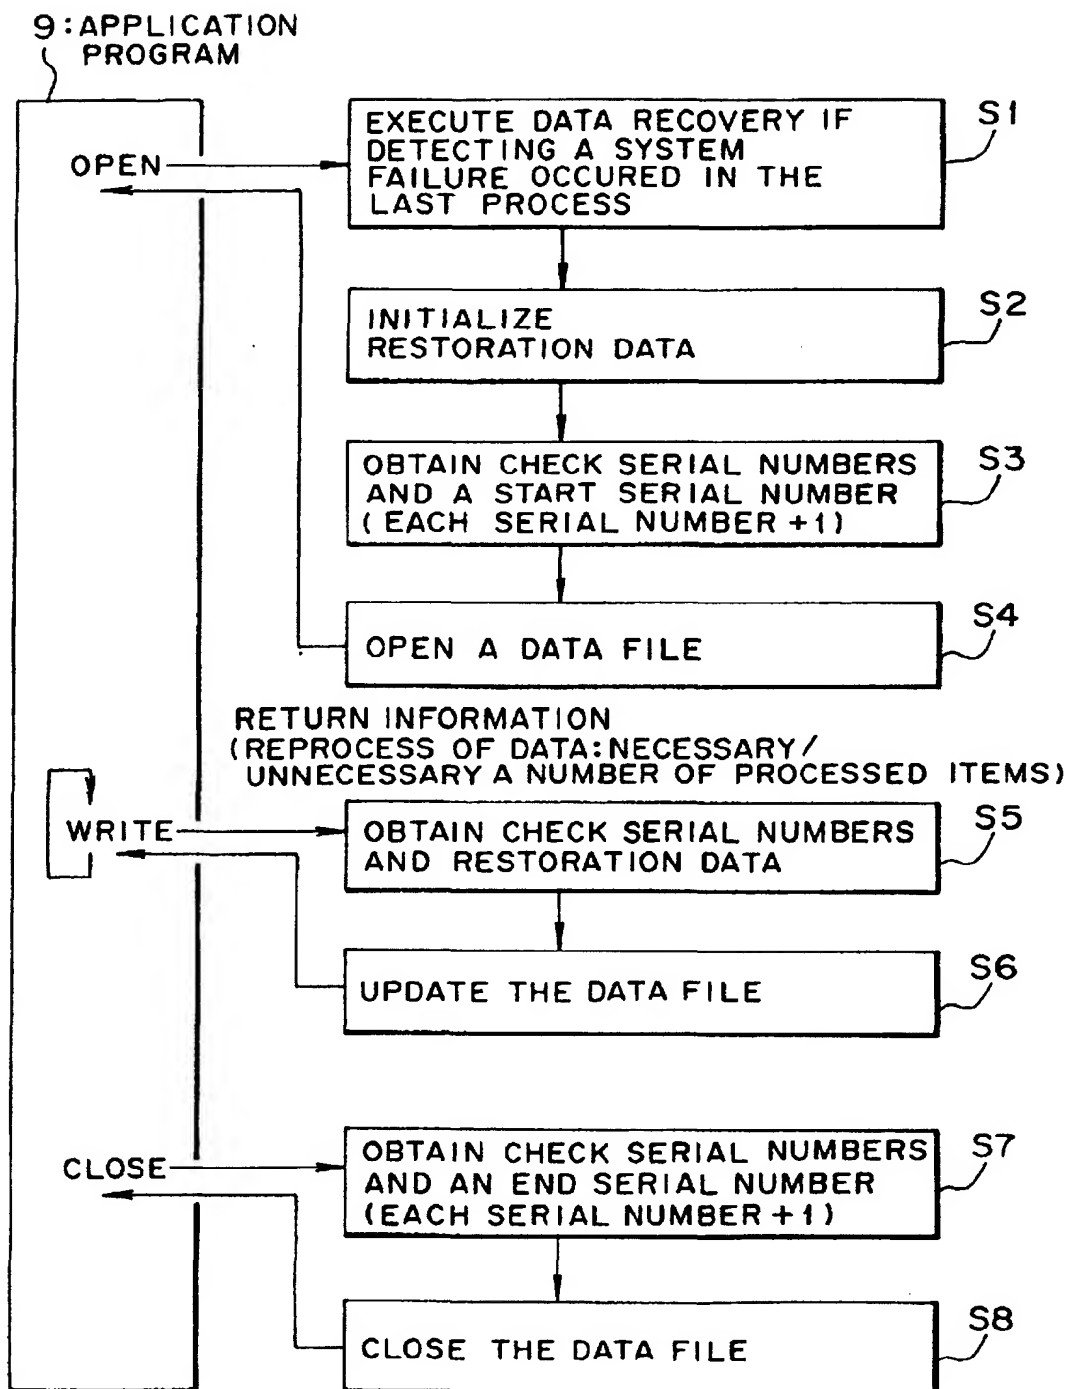 9:APPLICATION
PROGRAM
OPEN
EXECUTE DATA RECOVERY IF
DETECTING A SYSTEM
FAILURE OCCURED IN THE
LAST PROCESS
S1
INITIALIZE
RESTORATION DATA
S2
OBTAIN CHECK SERIAL NUMBERS
AND A START SERIAL NUMBER
(EACH SERIAL NUMBER +1)
S3
OPEN A DATA FILE
S4
RETURN INFORMATION
(REPROCESS OF DATA:NECESSARY/
UNNECESSARY A NUMBER OF PROCESSED ITEMS)
WRITE
OBTAIN CHECK SERIAL NUMBERS
AND RESTORATION DATA
S5
UPDATE THE DATA FILE
S6
CLOSE
OBTAIN CHECK SERIAL NUMBERS
AND AN END SERIAL NUMBER
(EACH SERIAL NUMBER +1)
S7
CLOSE THE DATA FILE
S8